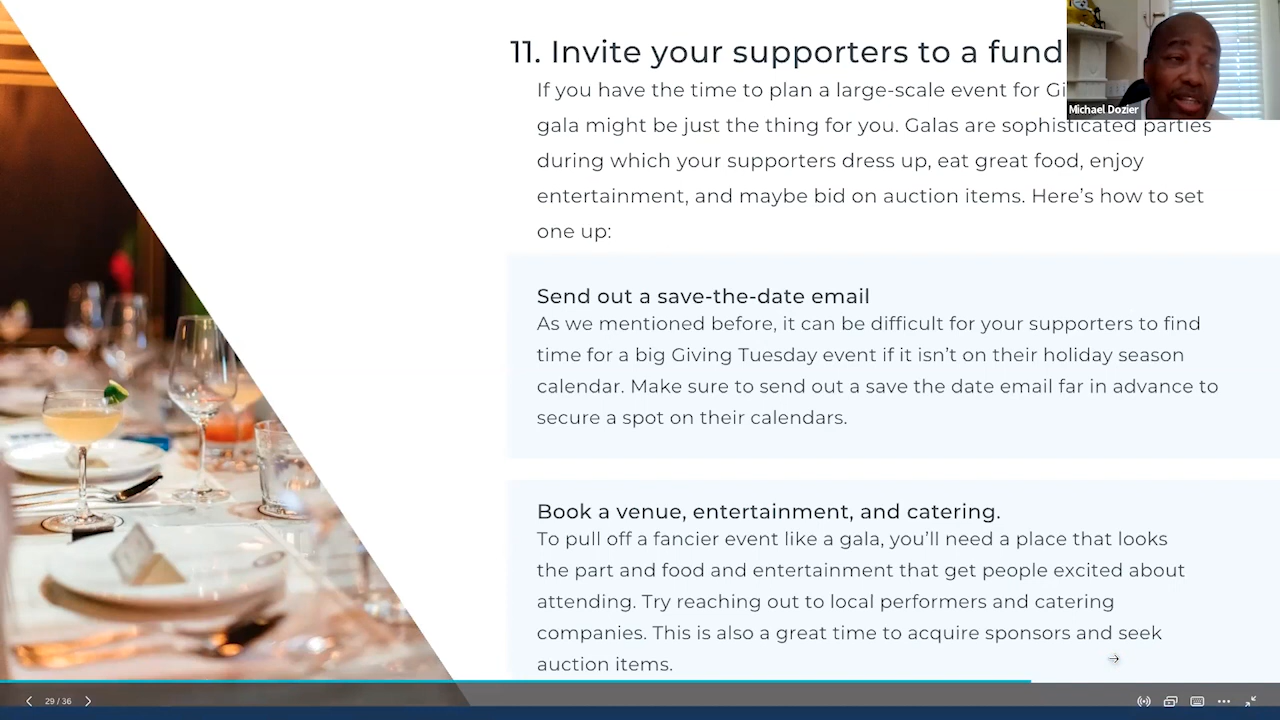 11. Invite your supporters to a fund
If you have the time to plan a large-scale event for Gi
gala might be just the thing for you. Galas are sophisticated parties
during which your supporters dress up, eat great food, enjoy
entertainment, and maybe bid on auction items. Here's how to set
one up:
Michael Dozier
Send out a save-the-date email
As we mentioned before, it can be difficult for your supporters to find
time for a big Giving Tuesday event if it isn't on their holiday season
calendar. Make sure to send out a save the date email far in advance to
secure a spot on their calendars.
Book a venue, entertainment, and catering.
To pull off a fancier event like a gala, you'll need a place that looks
the part and food and entertainment that get people excited about
attending. Try reaching out to local performers and catering
companies. This is also a great time to acquire sponsors and seek
auction items.
29 / 36